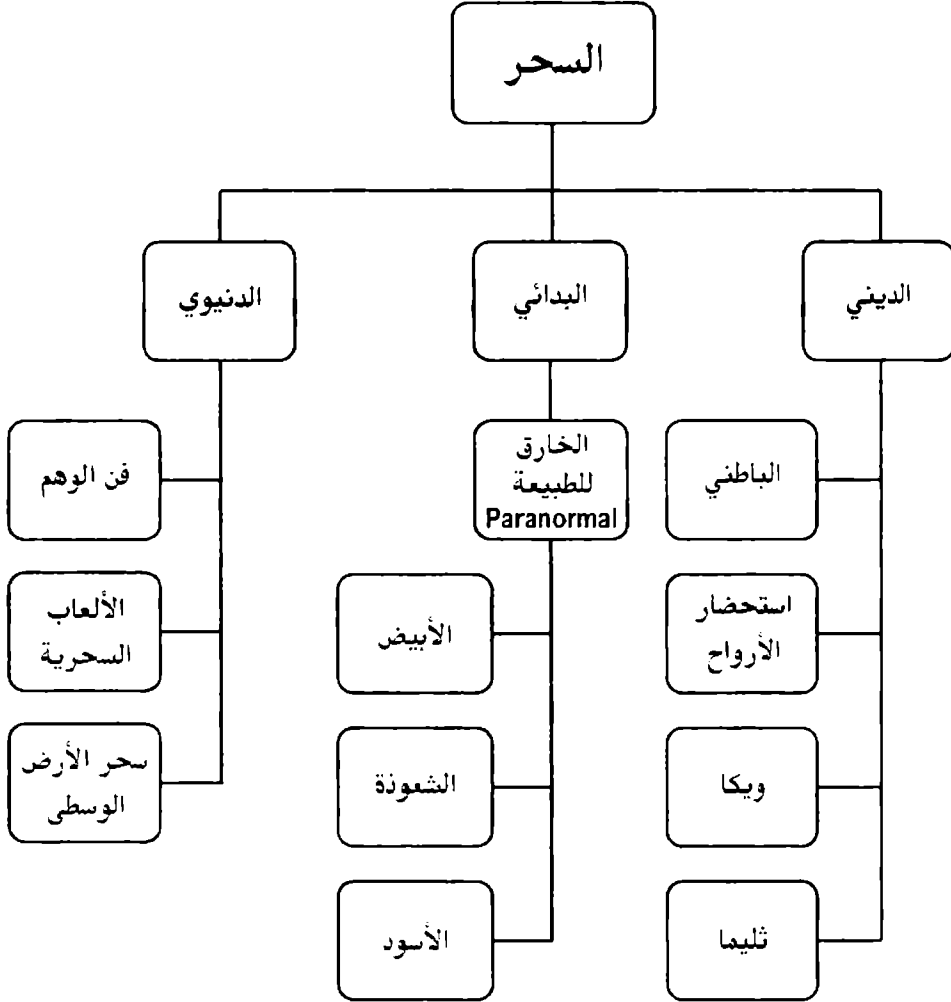 السحر
الديني
البدائي
الدنيوي
الباطني
استحضار
الأرواح
ويكا
ثليما
الخارق
للطبيعة
Paranormal
الأبيض
الشعوذة
الأسود
فن الوهم
الألعاب
السحرية
سحر الأرض
الوسطى